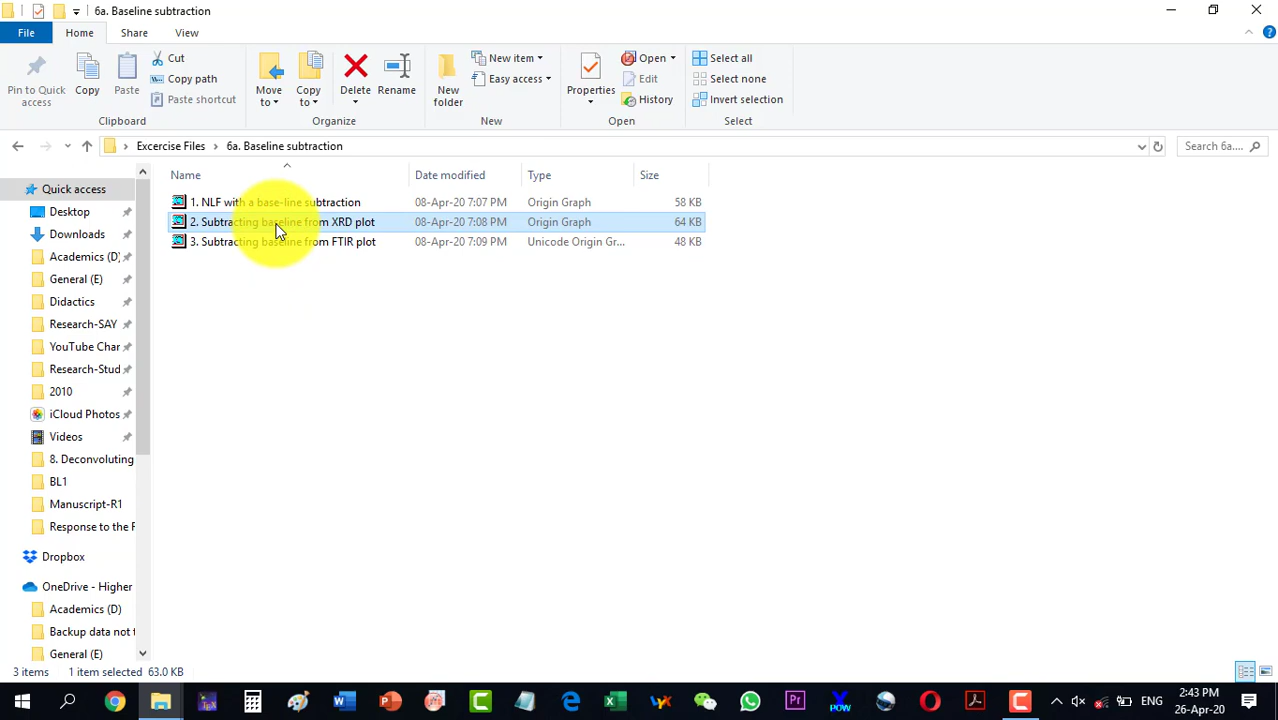 6a. Baseline subtraction
File
Home
Share
View
Pin to Quick access
Copy
Paste
Cut
Copy path
Paste shortcut
Clipboard
Move to
Copy to
Delete
Rename
Organize
New folder
New item
Easy access
New
Properties
Open
Edit
History
Open
Select all
Select none
Invert selection
Select
Excercise Files > 6a. Baseline subtraction
Search 6a....
Name Date modified Type Size
1. NLF with a base-line subtraction 08-Apr-20 7:07 PM Origin Graph 58 KB
2. Subtracting baseline from XRD plot 08-Apr-20 7:08 PM Origin Graph 64 KB
3. Subtracting baseline from FTIR plot 08-Apr-20 7:09 PM Unicode Origin Gr... 48 KB
Quick access
Desktop
Downloads
Academics (D)
General (E)
Didactics
Research-SAY
YouTube Char
Research-Stud
2010
iCloud Photos
Videos
8. Deconvoluting
BL1
Manuscript-R1
Response to the F
Dropbox
OneDrive - Higher
Academics (D)
Backup data not t
General (E)
3 items 1 item selected 63.0 KB
ENG
2:43 PM
26-Apr-20